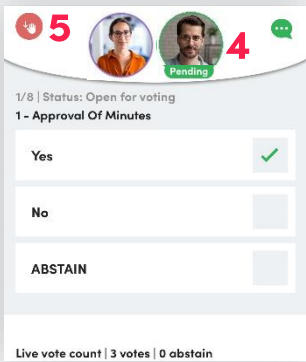 5
4
Pending
1/8 | Status: Open for voting
1 - Approval Of Minutes
Yes
No
ABSTAIN
Live vote count | 3 votes | 0 abstain